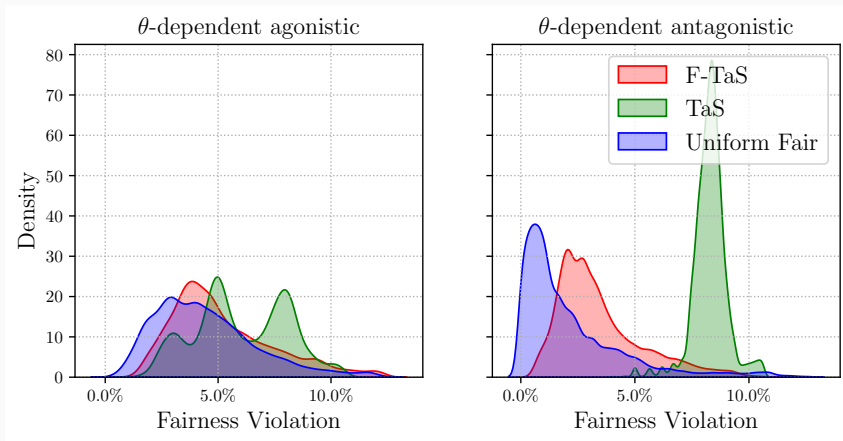 θ-dependent agonistic
θ-dependent antagonistic
80
70
60
50
40
30
20
10
0
Density
0.0%
5.0%
10.0%
Fairness Violation
F-TaS
TaS
Uniform Fair
0.0%
5.0%
10.0%
Fairness Violation